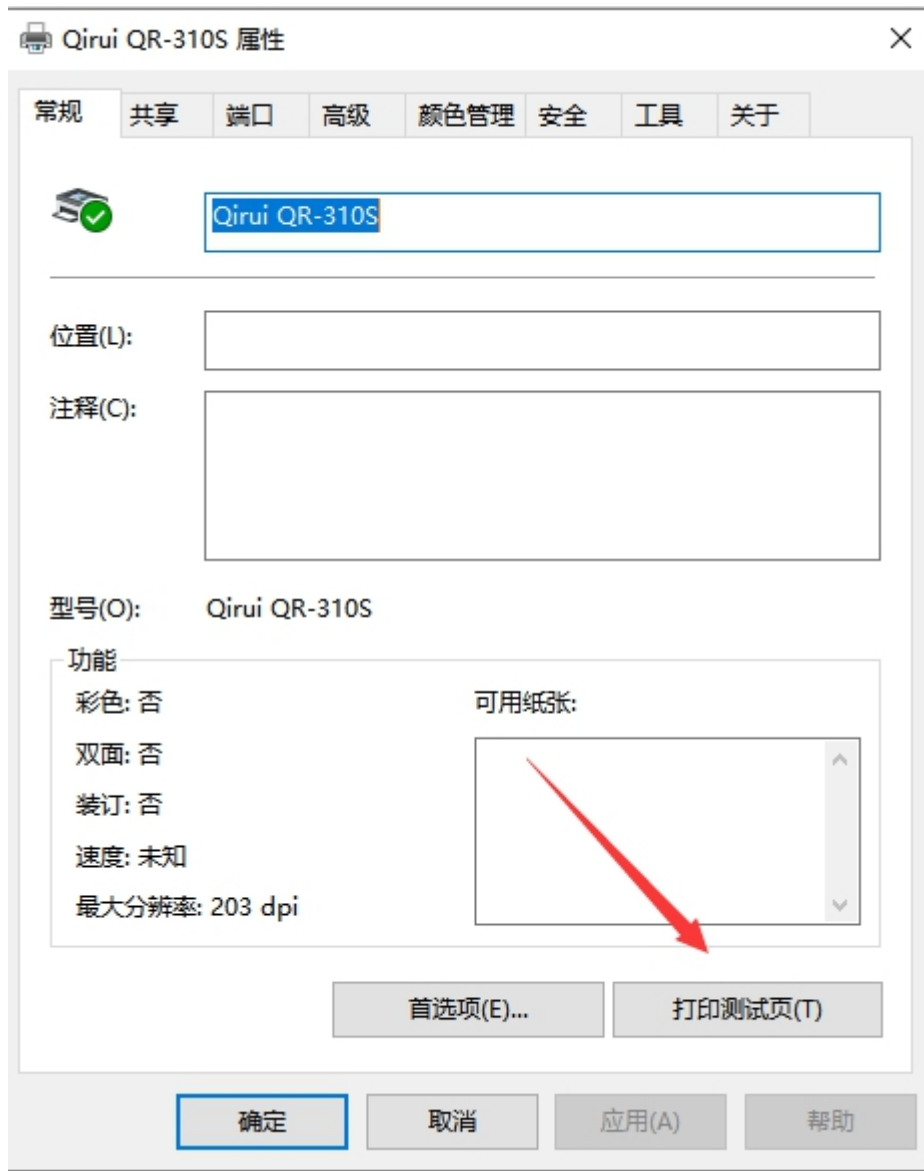 Qirui QR-310S 属性
常规 共享 端口 高级 颜色管理 安全 工具 关于
Qirui QR-310S
位置(L):
注释(C):
型号(O): Qirui QR-310S
功能
彩色: 否 可用纸张:
双面: 否
装订: 否
速度: 未知
最大分辨率: 203 dpi
首选项(E)... 打印测试页(T)
确定 取消 应用(A) 帮助